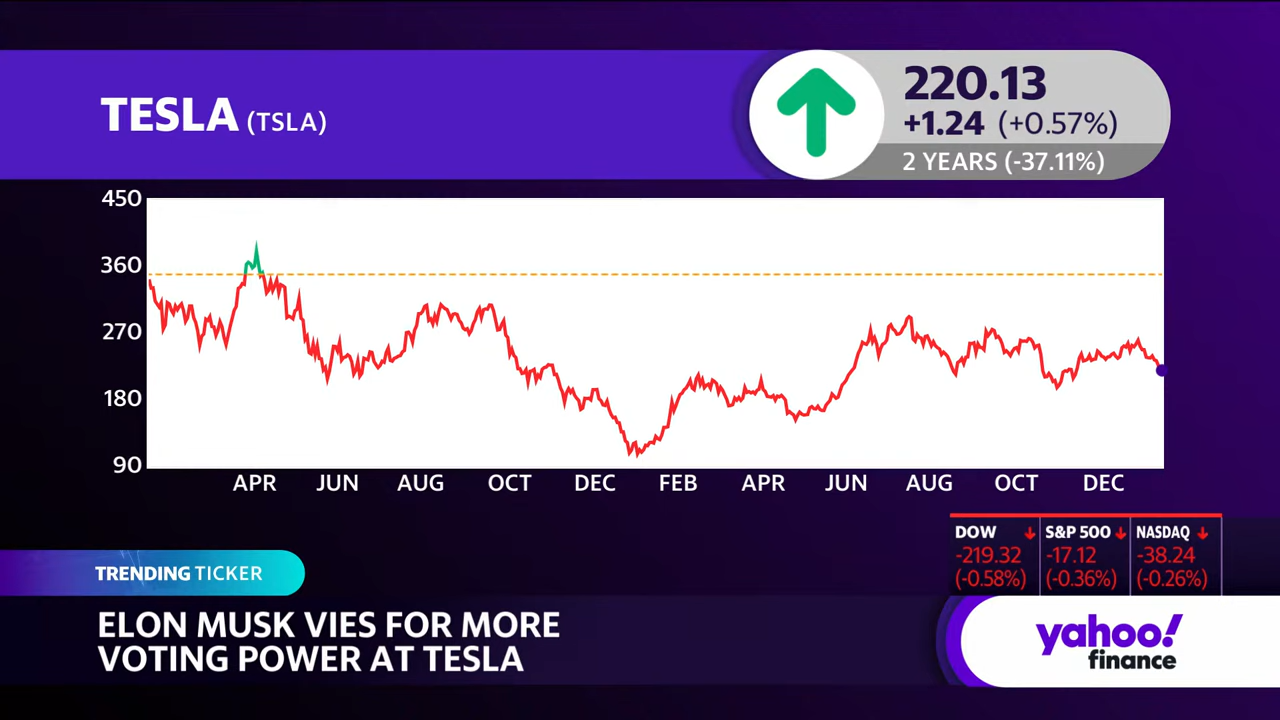 TESLA (TSLA)
220.13
+1.24 (+0.57%)
2 YEARS (-37.11%)
450
360
270
180
90
APR JUN AUG OCT DEC FEB APR JUN AUG OCT DEC
DOW S&P 500 NASDAQ
-219.32 -17.12 -38.24
(-0.58%) (-0.36%) (-0.26%)
TRENDING TICKER
ELON MUSK VIES FOR MORE
VOTING POWER AT TESLA
yahoo!
finance